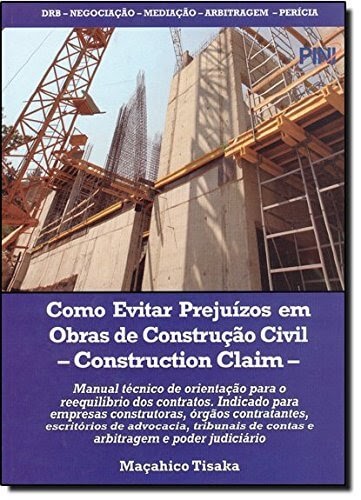 DRB – NEGOCIAÇÃO – MEDIAÇÃO – ARBITRAGEM – PERÍCIA
PINI
Como Evitar Prejuízos em
Obras de Construção Civil
– Construction Claim –
Manual técnico de orientação para o
reequilíbrio dos contratos. Indicado para
empresas construtoras, órgãos contratantes,
escritórios de advocacia, tribunais de contas e
arbitragem e poder judiciário
Maçahico Tisaka